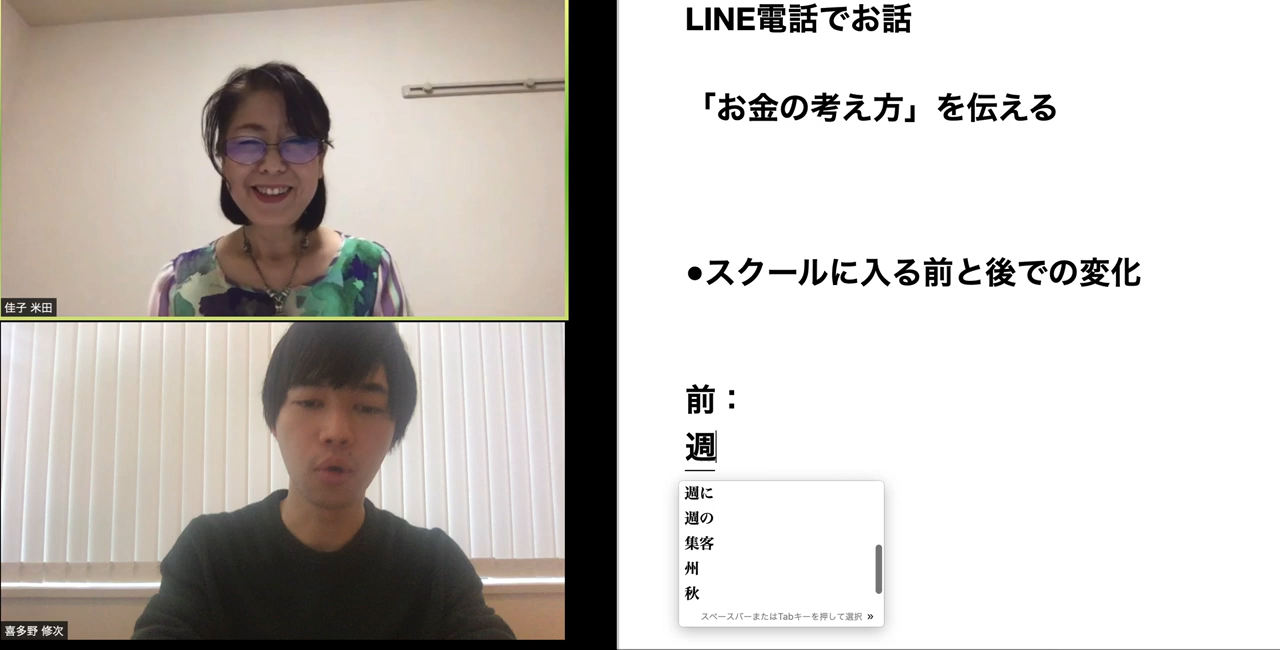 佳子 米田
喜多野 修次
LINE電話でお話
「お金の考え方」を伝える
●スクールに入る前と後での変化
前：
週
週に
週の
集客
州
秋
スペースバーまたはTabキーを押して選択 »